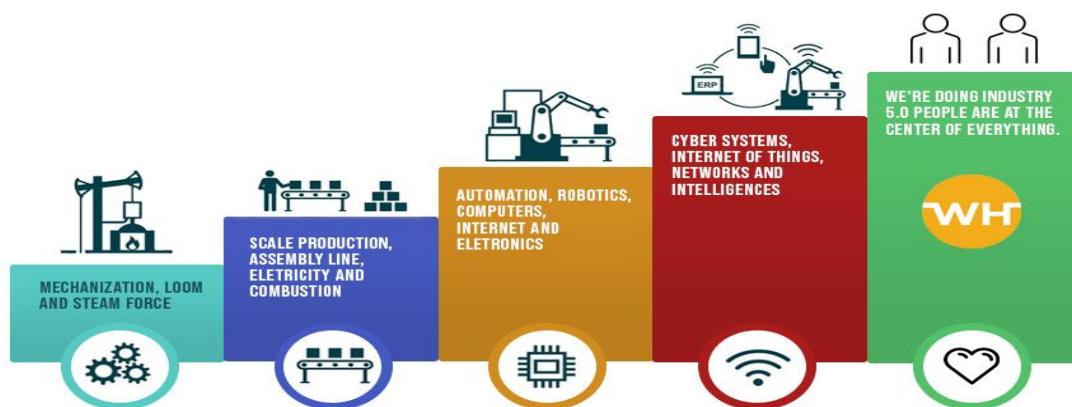 MECHANIZATION, LOOM
AND STEAM FORCE
SCALE PRODUCTION,
ASSEMBLY LINE,
ELETRICITY AND
COMBUSTION
AUTOMATION, ROBOTICS,
COMPUTERS,
INTERNET AND
ELETRONICS
ERP
CYBER SYSTEMS,
INTERNET OF THINGS,
NETWORKS AND
INTELLIGENCES
WE'RE DOING INDUSTRY
5.0 PEOPLE ARE AT THE
CENTER OF EVERYTHING.
WH